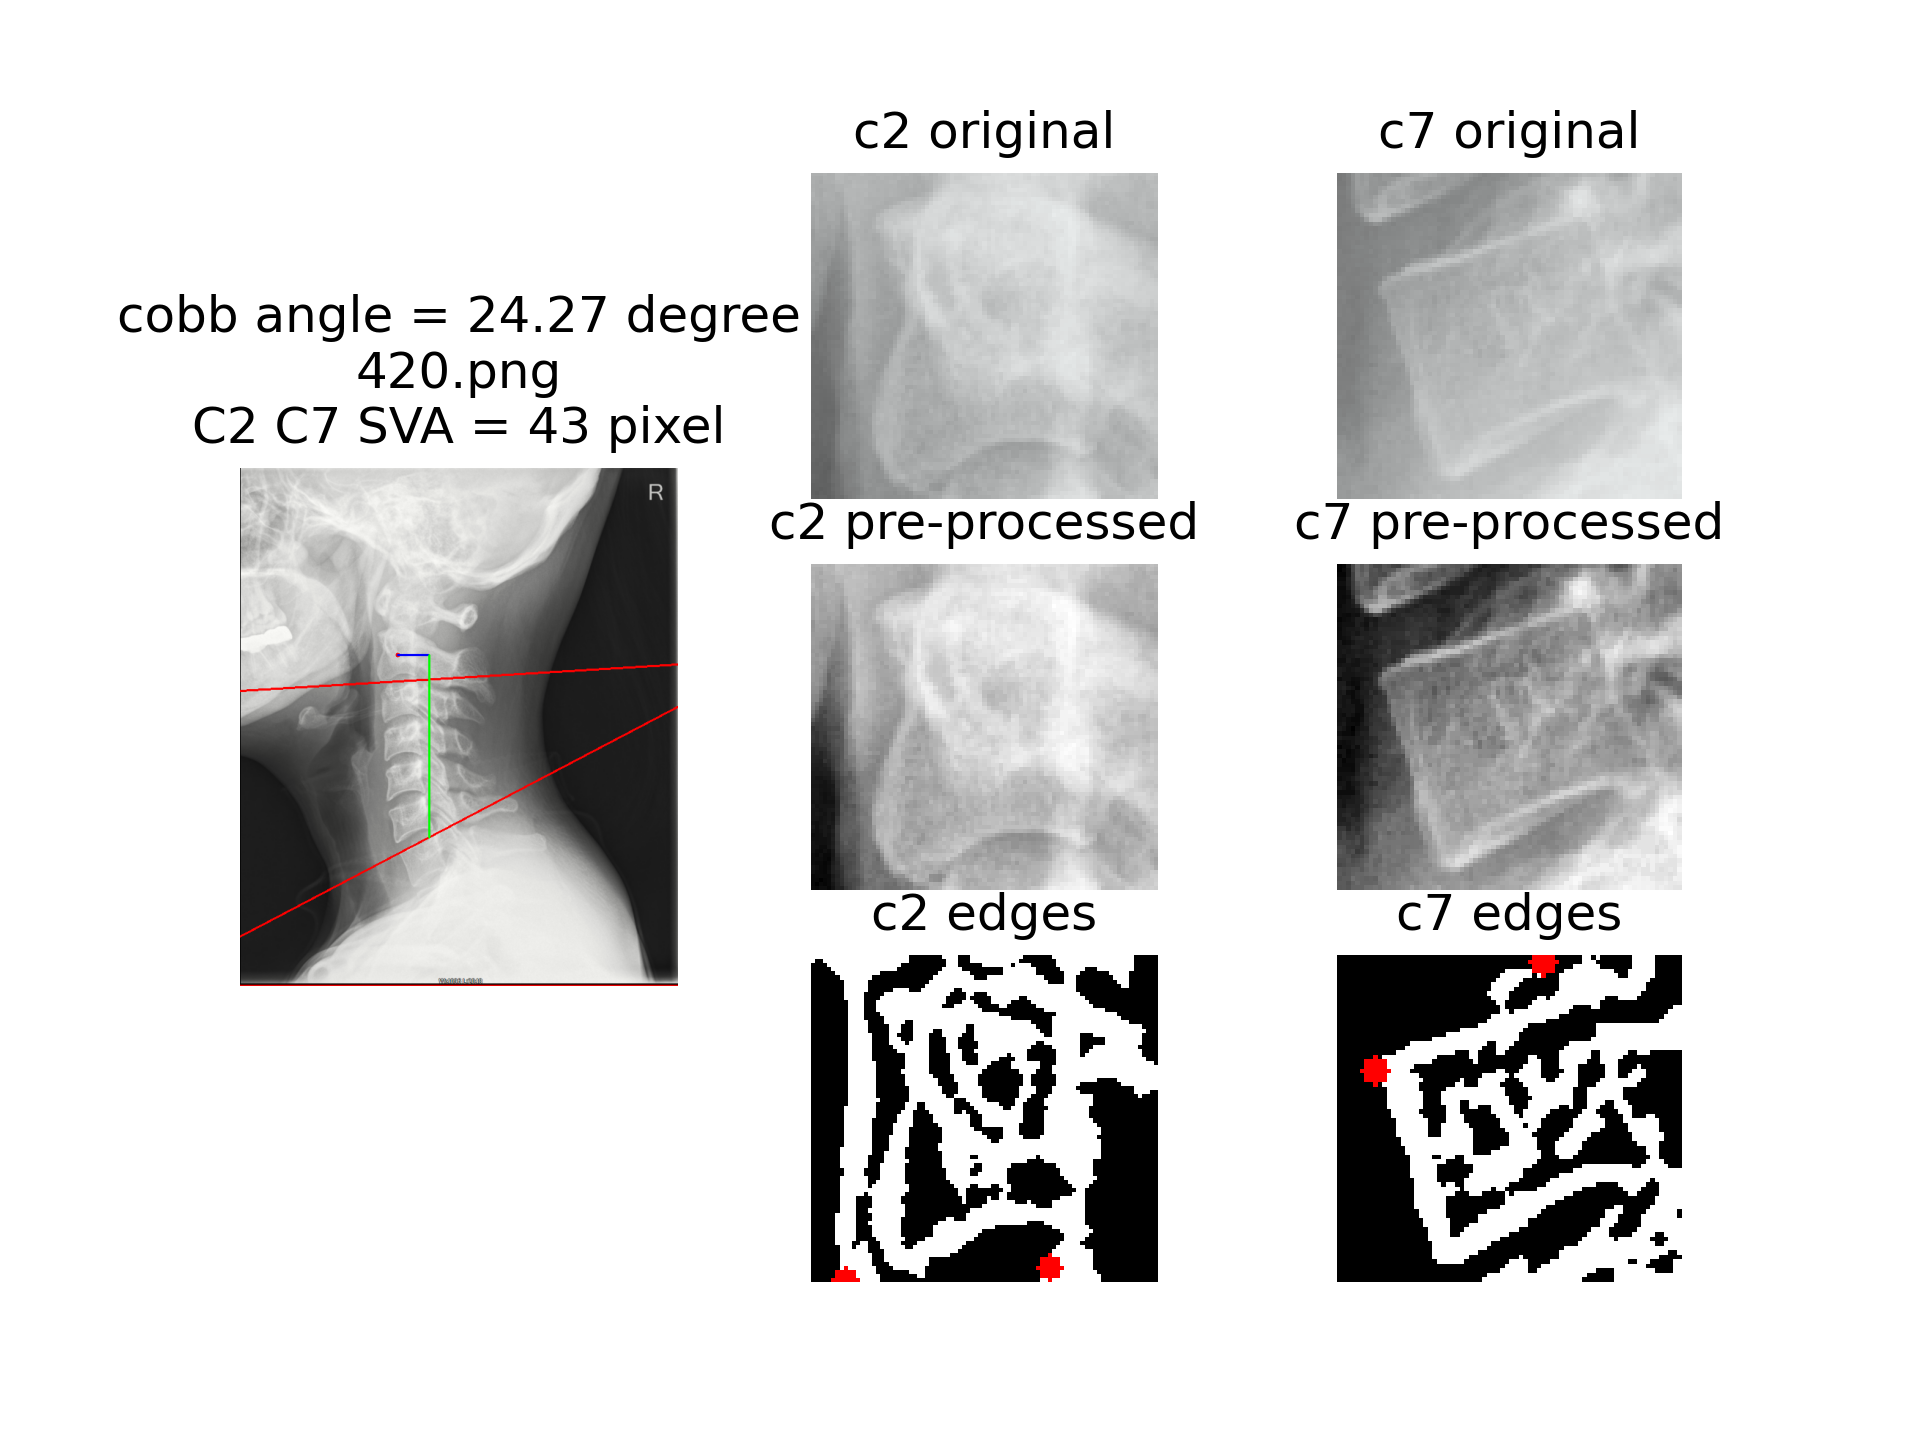 cobb angle = 24.27 degree
420.png
C2 C7 SVA = 43 pixel
R
c2 original
c7 original
c2 pre-processed
c7 pre-processed
c2 edges
c7 edges